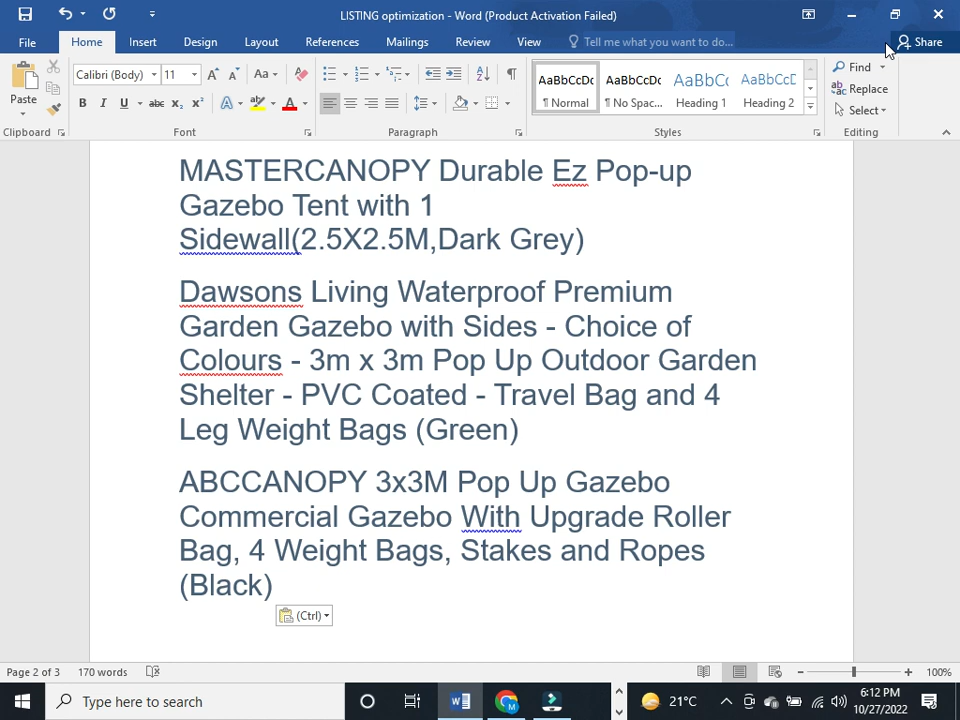 LISTING optimization - Word (Product Activation Failed)
File Home Insert Design Layout References Mailings Review View Tell me what you want to do... Share
Paste
Calibri (Body) 11
Aa
B I U abc x₂ x² A A
AaBbCcDc AaBbCcDc AaBbCc AaBbCcD
¶ Normal ¶ No Spac... Heading 1 Heading 2
Find
Replace
Select
Clipboard Font Paragraph Styles Editing
MASTERCANOPY Durable Ez Pop-up
Gazebo Tent with 1
Sidewall(2.5X2.5M,Dark Grey)
Dawsons Living Waterproof Premium
Garden Gazebo with Sides - Choice of
Colours - 3m x 3m Pop Up Outdoor Garden
Shelter - PVC Coated - Travel Bag and 4
Leg Weight Bags (Green)
ABCCANOPY 3x3M Pop Up Gazebo
Commercial Gazebo With Upgrade Roller
Bag, 4 Weight Bags, Stakes and Ropes
(Black)
(Ctrl)
Page 2 of 3 170 words 100%
Type here to search
21°C
6:12 PM
10/27/2022